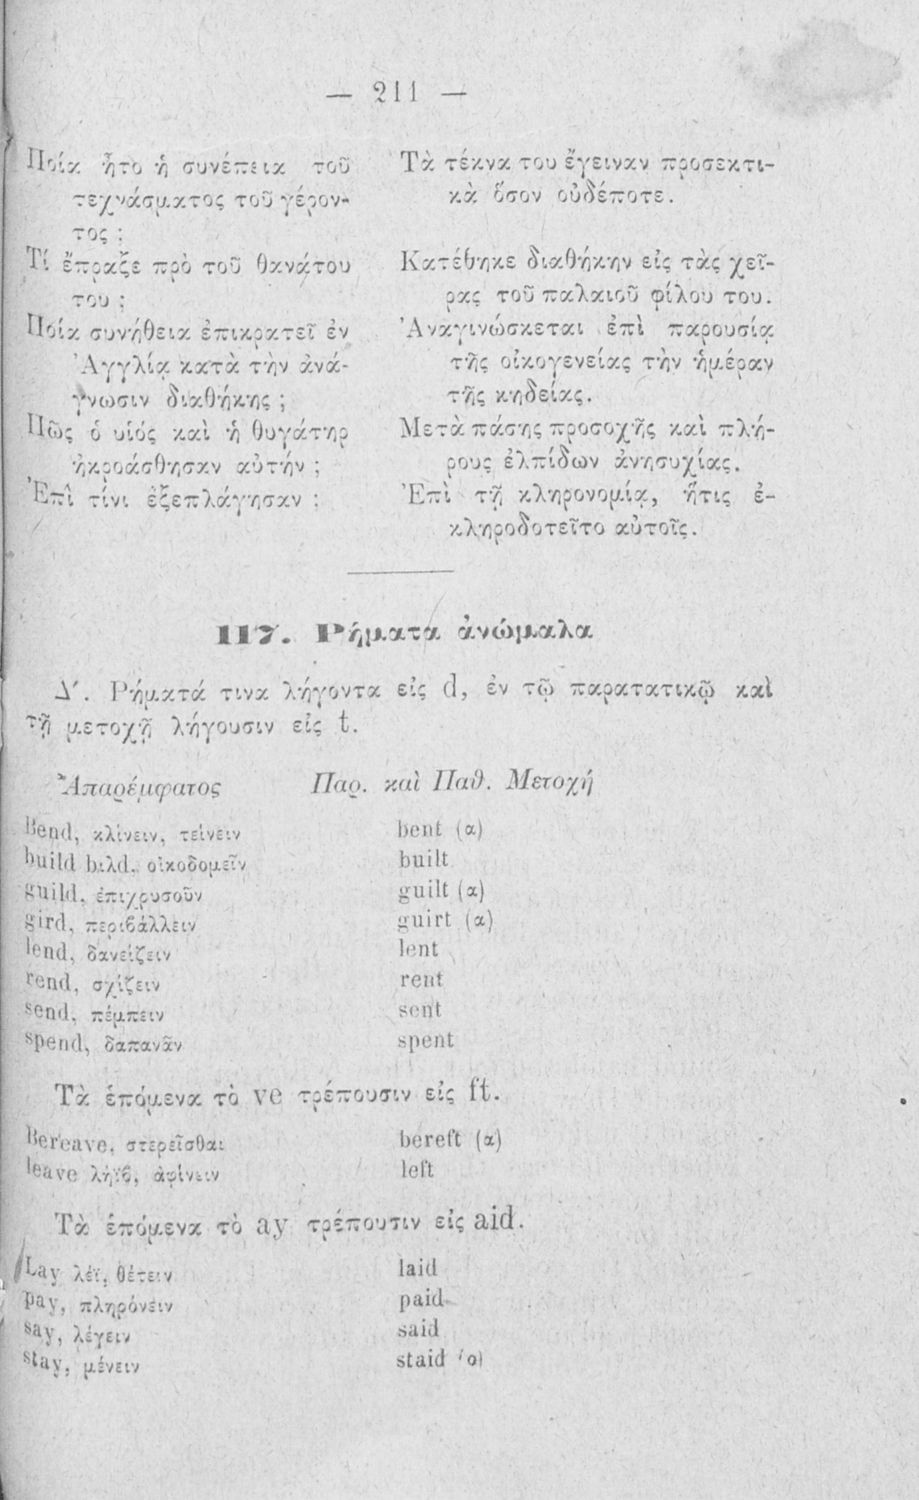 — 211 —
Ποία ἦτο ἡ συνέπεια τοῦ
τεχνάσματος τοῦ γέρον-
τος ;
Τί ἔπραξε πρὸ τοῦ θανάτου
του ;
Ποία συνήθεια ἐπικρατεῖ ἐν
Ἀγγλίᾳ κατὰ τὴν ἀνά-
γνωσιν διαθήκης ;
Πῶς ὁ υἱός καὶ ἡ θυγάτηρ
ἠκροάσθησαν αὐτήν ;
Ἐπὶ τίνι ἐξεπλάγησαν ;
Τὰ τέκνα του ἔγειναν προσεκτι-
κὰ ὅσον οὐδέποτε.
Κατέθηκε διαθήκην εἰς τὰς χεῖ-
ρας τοῦ παλαιοῦ φίλου του.
Ἀναγινώσκεται ἐπὶ παρουσίᾳ
τῆς οἰκογενείας τὴν ἡμέραν
τῆς κηδείας.
Μετὰ πάσης προσοχῆς καὶ πλή-
ρους ἐλπίδων ἀνησυχίας.
Ἐπὶ τῇ κληρονομίᾳ, ἥτις ἐ-
κληροδοτεῖτο αὐτοῖς.
117. Ρήματα ἀνώμαλα
Δ´. Ρήματά τινα λήγοντα εἰς d, ἐν τῷ παρατατικῷ καὶ
τῇ μετοχῇ λήγουσιν εἰς t.
Ἀπαρέμφατος Παρ. καὶ Παθ. Μετοχή
Bend, κλίνειν, τείνειν bent (α)
build βιλd, οἰκοδομεῖν built
guild, ἐπιχρυσοῦν guilt (α)
gird, περιβάλλειν guirt (α)
lend, δανείζειν lent
rend, σχίζειν rent
send, πέμπειν sent
spend, δαπανᾶν spent
Τὰ ἑπόμενα τὸ ve τρέπουσιν εἰς ft.
Bereave, στερεῖσθαι bereft (α)
leave λήϊβ, ἀφίνειν left
Τὰ ἑπόμενα τὸ ay τρέπουσιν εἰς aid.
Lay λέϊ, θέτειν laid
pay, πληρόνειν paid
say, λέγειν said
stay, μένειν staid (ο)